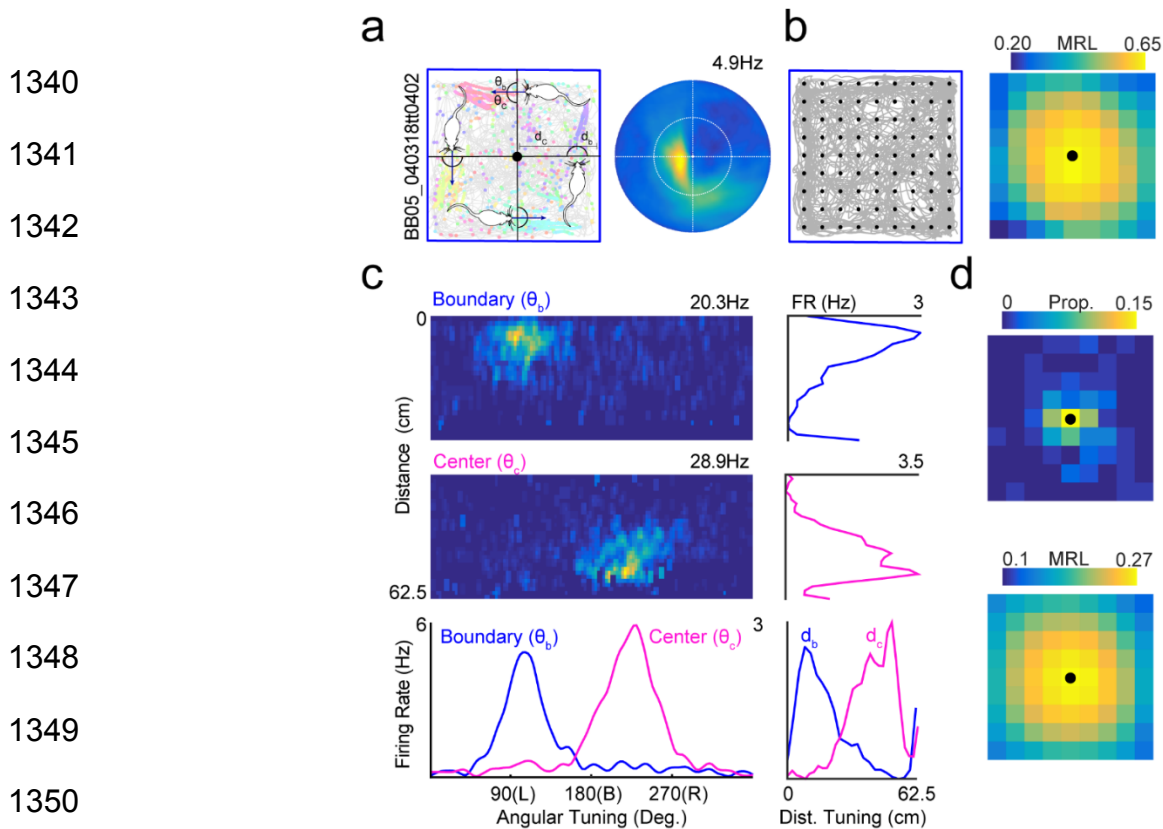 a
b
4.9Hz
0.20 MRL 0.65
1340
1341
1342
1343
1344
1345
1346
1347
1348
1349
1350
BB05_040318tt0402
θb
θc
dc
db
c
d
Boundary (θb)
20.3Hz
FR (Hz)
3
0 Prop. 0.15
0
Distance (cm)
Center (θc)
28.9Hz
3.5
62.5
0.1 MRL 0.27
6
Boundary (θb)
Center (θc)
3
db
dc
Firing Rate (Hz)
90(L) 180(B) 270(R)
0 62.5
Angular Tuning (Deg.)
Dist. Tuning (cm)